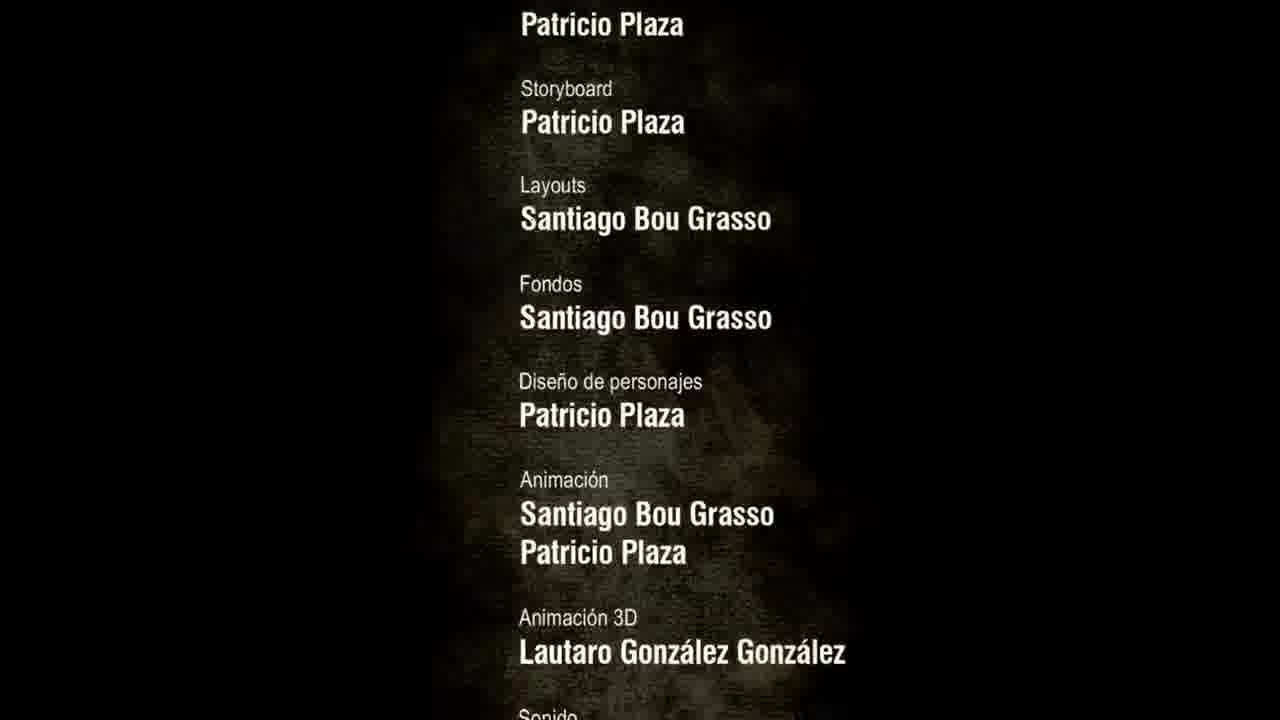 Patricio Plaza
Storyboard
Patricio Plaza
Layouts
Santiago Bou Grasso
Fondos
Santiago Bou Grasso
Diseño de personajes
Patricio Plaza
Animación
Santiago Bou Grasso
Patricio Plaza
Animación 3D
Lautaro González González
Sonido